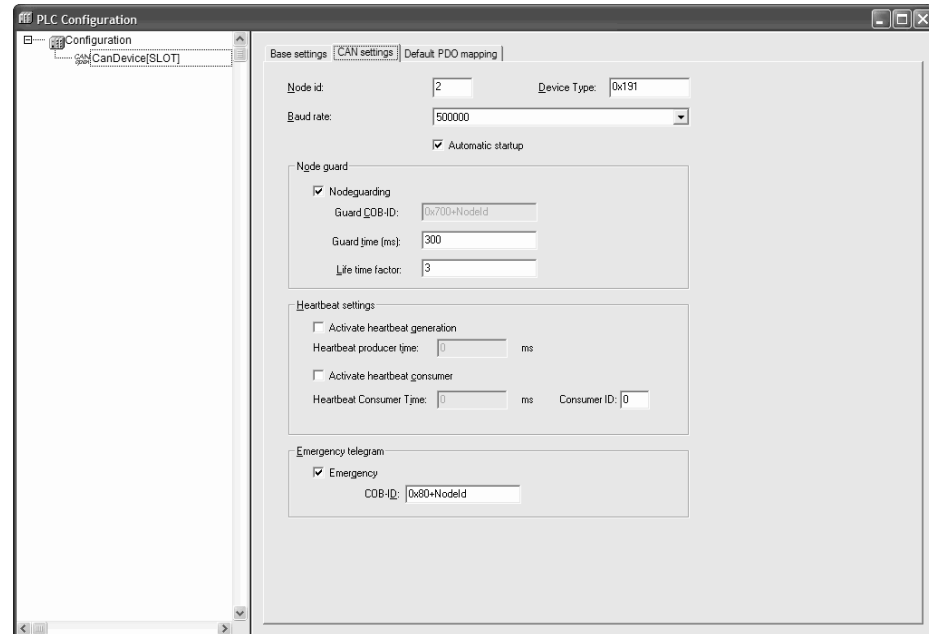 PLC Configuration
Configuration
CanDevice[SLOT]
Base settings CAN settings Default PDO mapping
Node id: 2 Device Type: 0x191
Baud rate: 500000
Automatic startup
Node guard
Nodeguarding
Guard COB-ID: 0x700+NodeId
Guard time (ms): 300
Life time factor: 3
Heartbeat settings
Activate heartbeat generation
Heartbeat producer time: 0 ms
Activate heartbeat consumer
Heartbeat Consumer Time: 0 ms Consumer ID: 0
Emergency telegram
Emergency
COB-ID: 0x80+NodeId